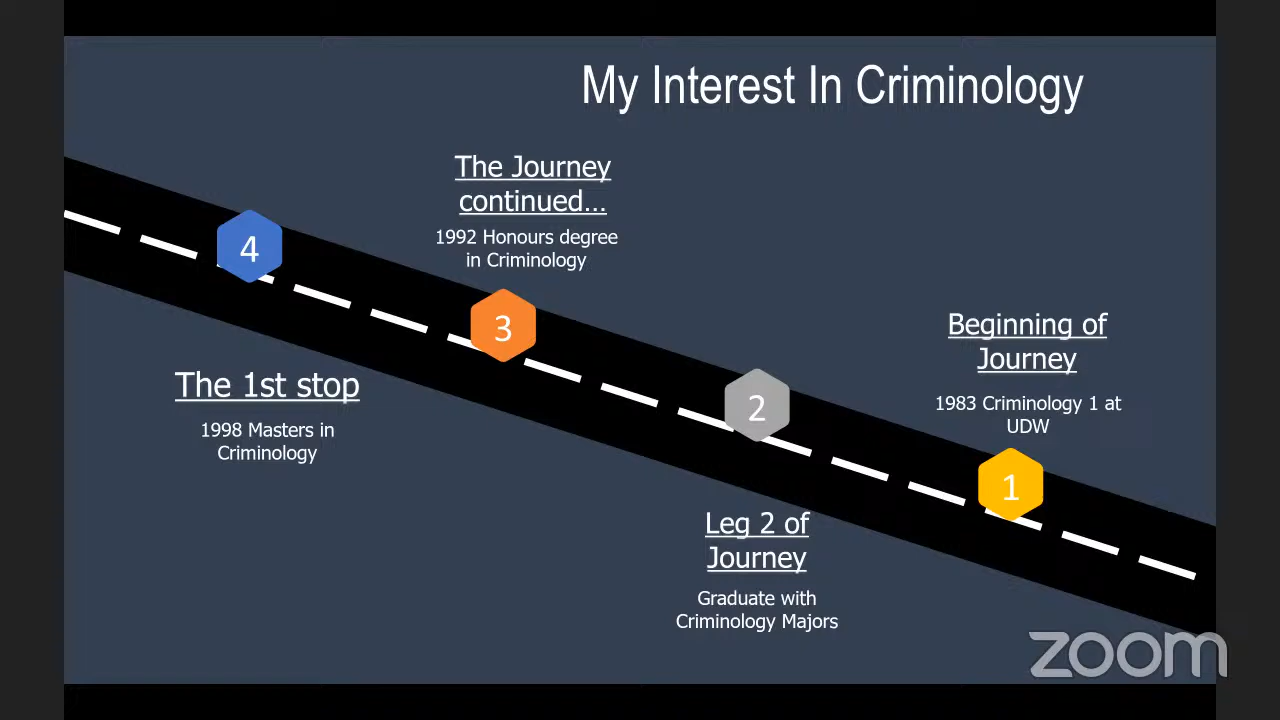 My Interest In Criminology
The Journey
continued...
1992 Honours degree
in Criminology
4
3
Beginning of
Journey
1983 Criminology 1 at
UDW
The 1st stop
1998 Masters in
Criminology
2
1
Leg 2 of
Journey
Graduate with
Criminology Majors
zoom